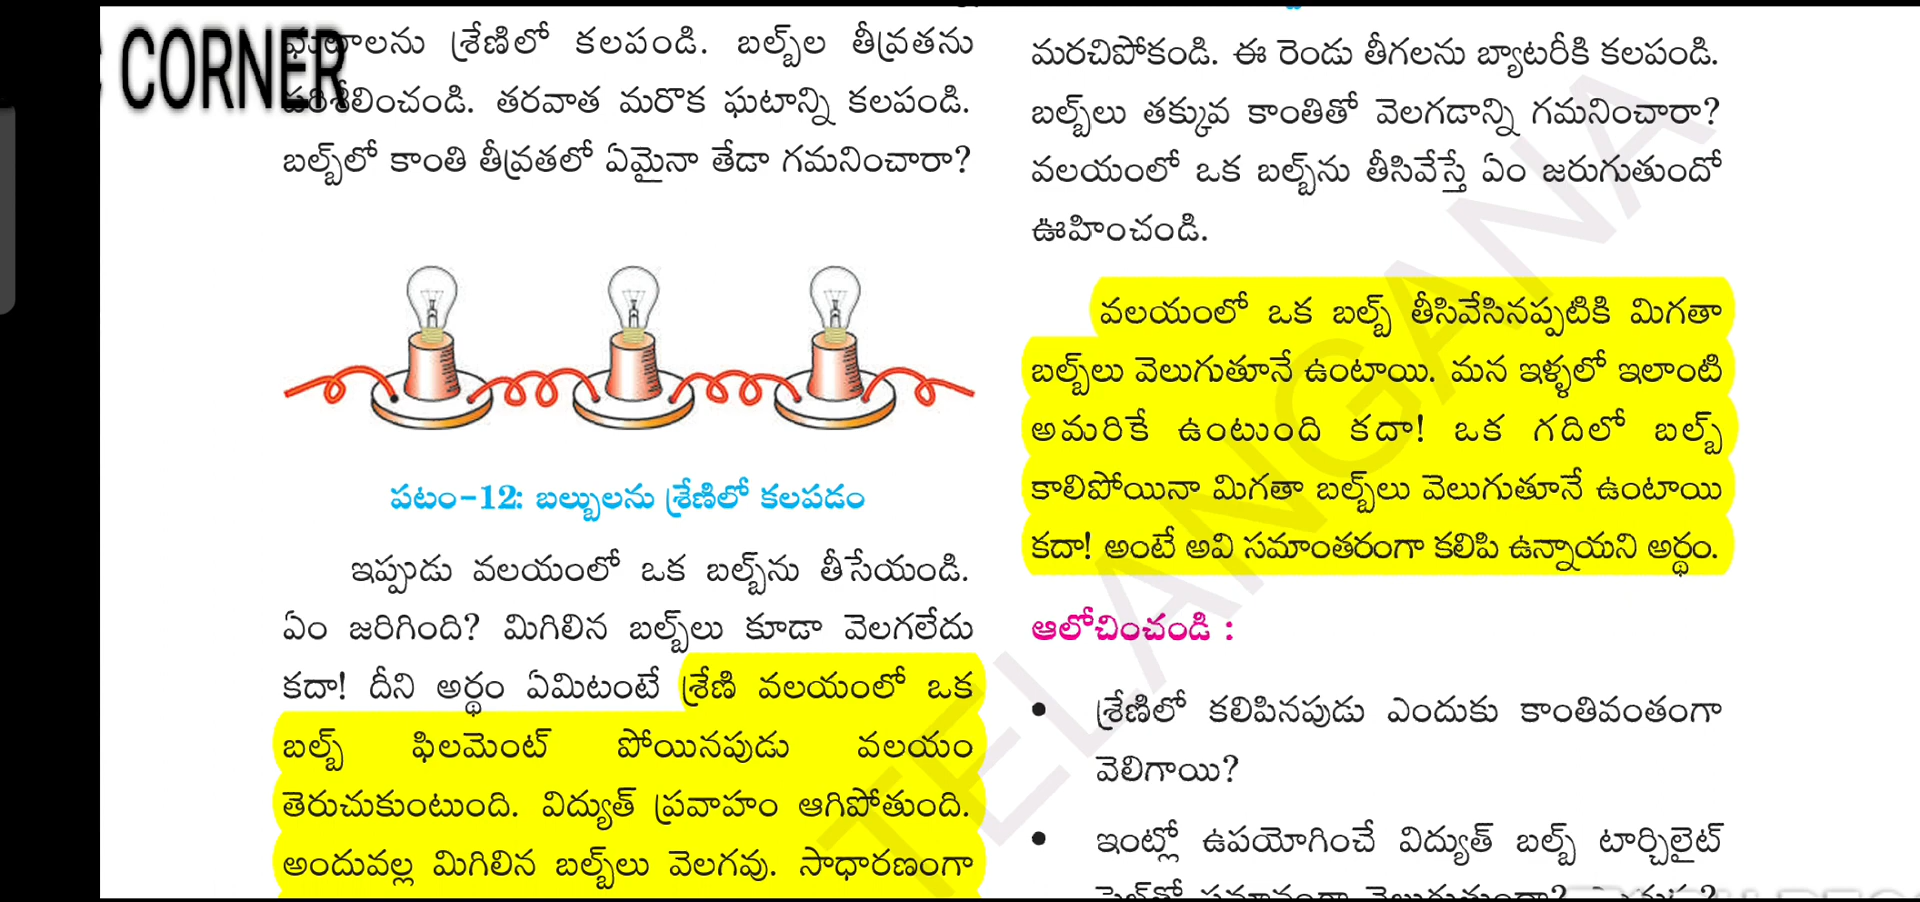 CORNER
ఘటాలను శ్రేణిలో కలపండి. బల్బ్‌ల తీవ్రతను
పరిశీలించండి. తరవాత మరొక ఘటాన్ని కలపండి.
బల్బ్‌లో కాంతి తీవ్రతలో ఏమైనా తేడా గమనించారా?
పటం-12: బల్బులను శ్రేణిలో కలపడం
ఇప్పుడు వలయంలో ఒక బల్బ్‌ను తీసేయండి.
ఏం జరిగింది? మిగిలిన బల్బ్‌లు కూడా వెలగలేదు
కదా! దీని అర్థం ఏమిటంటే శ్రేణి వలయంలో ఒక
బల్బ్ ఫిలమెంట్ పోయినపుడు వలయం
తెరుచుకుంటుంది. విద్యుత్ ప్రవాహం ఆగిపోతుంది.
అందువల్ల మిగిలిన బల్బ్‌లు వెలగవు. సాధారణంగా
మరచిపోకండి. ఈ రెండు తీగలను బ్యాటరీకి కలపండి.
బల్బ్‌లు తక్కువ కాంతితో వెలగడాన్ని గమనించారా?
వలయంలో ఒక బల్బ్‌ను తీసివేస్తే ఏం జరుగుతుందో
ఊహించండి.
వలయంలో ఒక బల్బ్ తీసివేసినప్పటికి మిగతా
బల్బ్‌లు వెలుగుతూనే ఉంటాయి. మన ఇళ్ళలో ఇలాంటి
అమరికే ఉంటుంది కదా! ఒక గదిలో బల్బ్
కాలిపోయినా మిగతా బల్బ్‌లు వెలుగుతూనే ఉంటాయి
కదా! అంటే అవి సమాంతరంగా కలిపి ఉన్నాయని అర్థం.
ఆలోచించండి :
• శ్రేణిలో కలిపినపుడు ఎందుకు కాంతివంతంగా
వెలిగాయి?
• ఇంట్లో ఉపయోగించే విద్యుత్ బల్బ్ టార్చిలైట్
TELANGANA